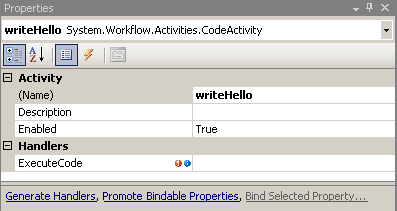 Properties
writeHello System.Workflow.Activities.CodeActivity
Activity
(Name) writeHello
Description
Enabled True
Handlers
ExecuteCode
Generate Handlers, Promote Bindable Properties, Bind Selected Property...